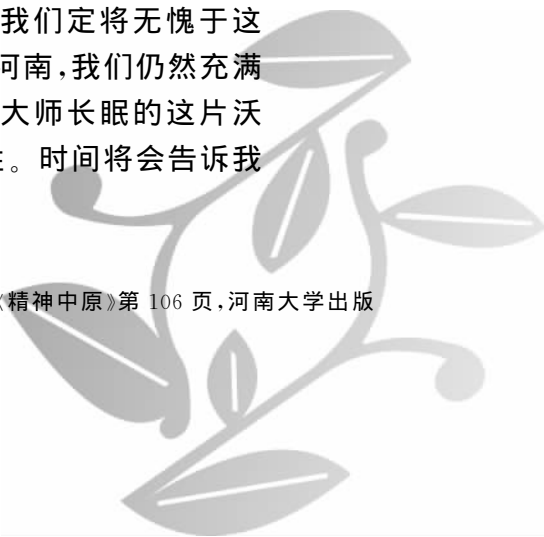 我们定将无愧于这
河南,我们仍然充满
大师长眠的这片沃
。时间将会告诉我
《精神中原》第 106 页,河南大学出版